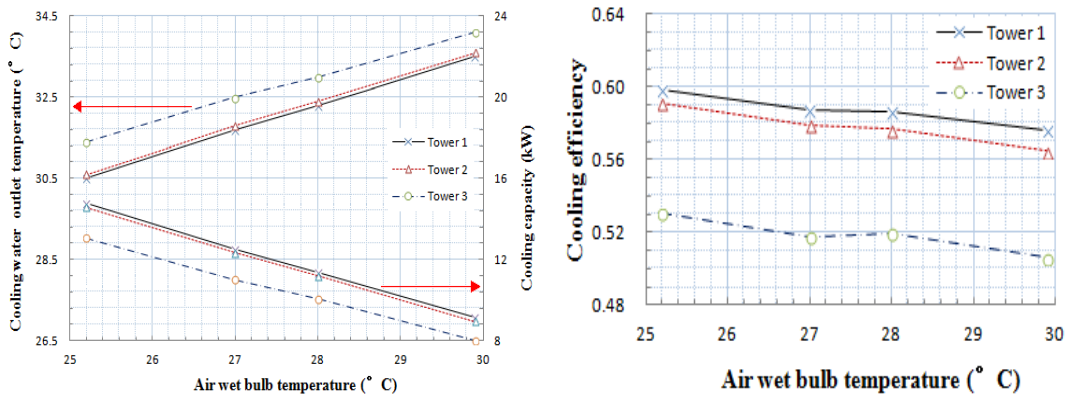 34.5
32.5
30.5
28.5
26.5
Cooling water outlet temperature (° C)
24
20
16
12
8
Cooling capacity (kW)
Tower 1
Tower 2
Tower 3
25 26 27 28 29 30
Air wet bulb temperature (° C)
0.64
0.60
0.56
0.52
0.48
Cooling efficiency
Tower 1
Tower 2
Tower 3
25 26 27 28 29 30
Air wet bulb temperature (° C)